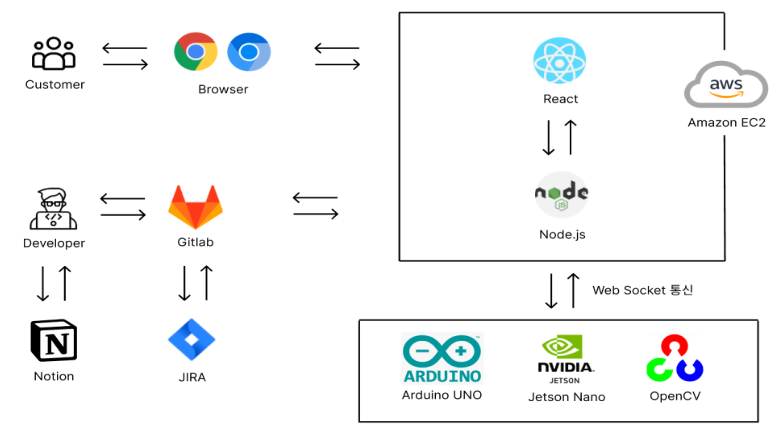 Customer
Browser
React
aws
Amazon EC2
node
JS
Node.js
Developer
Gitlab
Web Socket 통신
N
Notion
JIRA
ARDUINO
Arduino UNO
NVIDIA.
JETSON
Jetson Nano
OpenCV